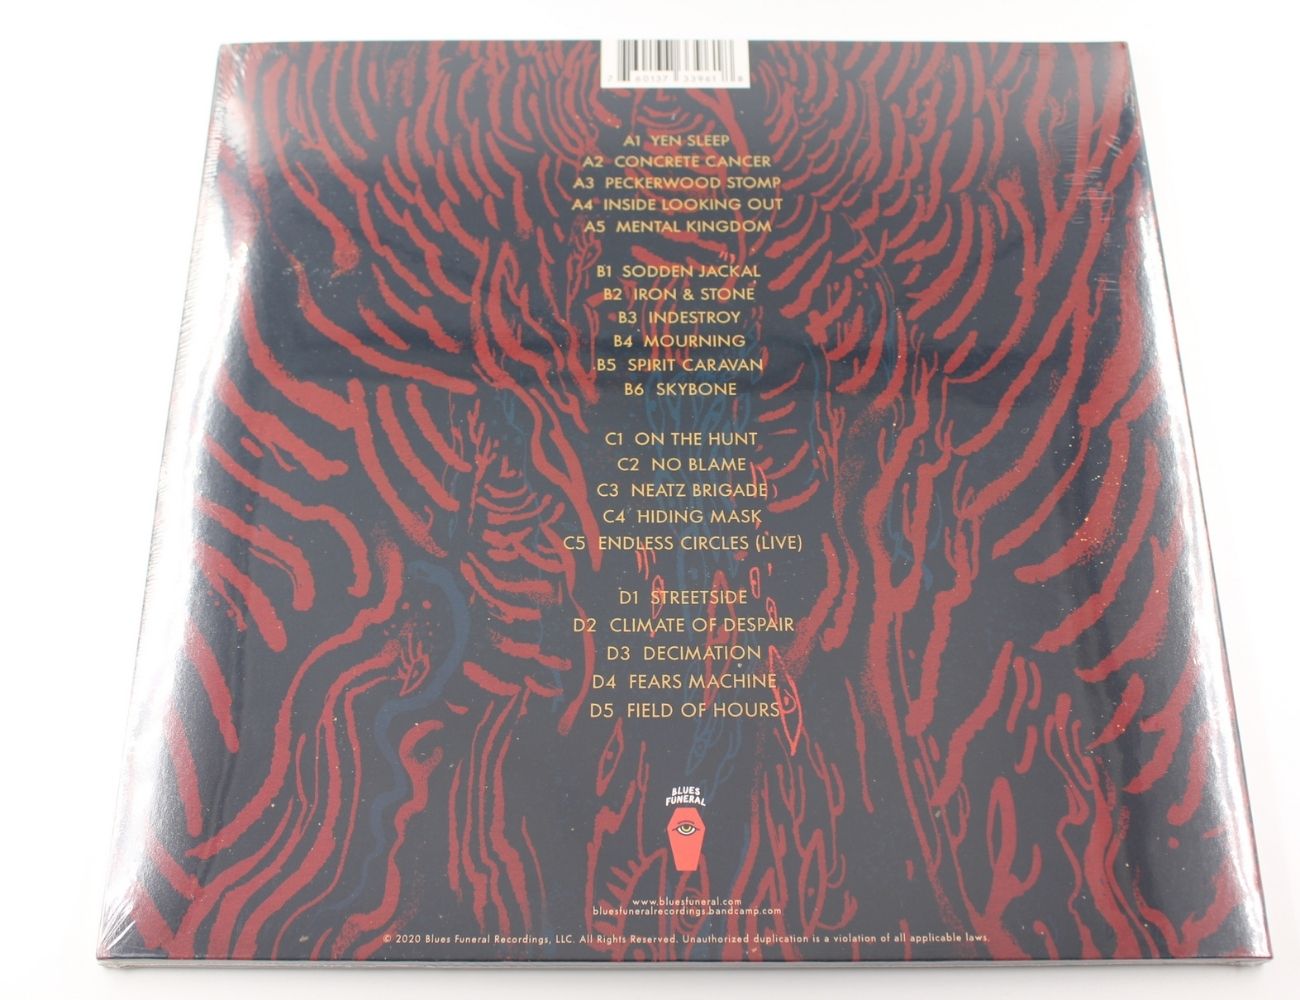 7 60137 33961 8
A1 YEN SLEEP
A2 CONCRETE CANCER
A3 PECKERWOOD STOMP
A4 INSIDE LOOKING OUT
A5 MENTAL KINGDOM
B1 SODDEN JACKAL
B2 IRON & STONE
B3 INDESTROY
B4 MOURNING
B5 SPIRIT CARAVAN
B6 SKYBONE
C1 ON THE HUNT
C2 NO BLAME
C3 NEATZ BRIGADE
C4 HIDING MASK
C5 ENDLESS CIRCLES (LIVE)
D1 STREETSIDE
D2 CLIMATE OF DESPAIR
D3 DECIMATION
D4 FEARS MACHINE
D5 FIELD OF HOURS
BLUES
FUNERAL
www.bluesfuneral.com
bluesfuneralrecordings.bandcamp.com
© 2020 Blues Funeral Recordings, LLC. All Rights Reserved. Unauthorized duplication is a violation of all applicable laws.